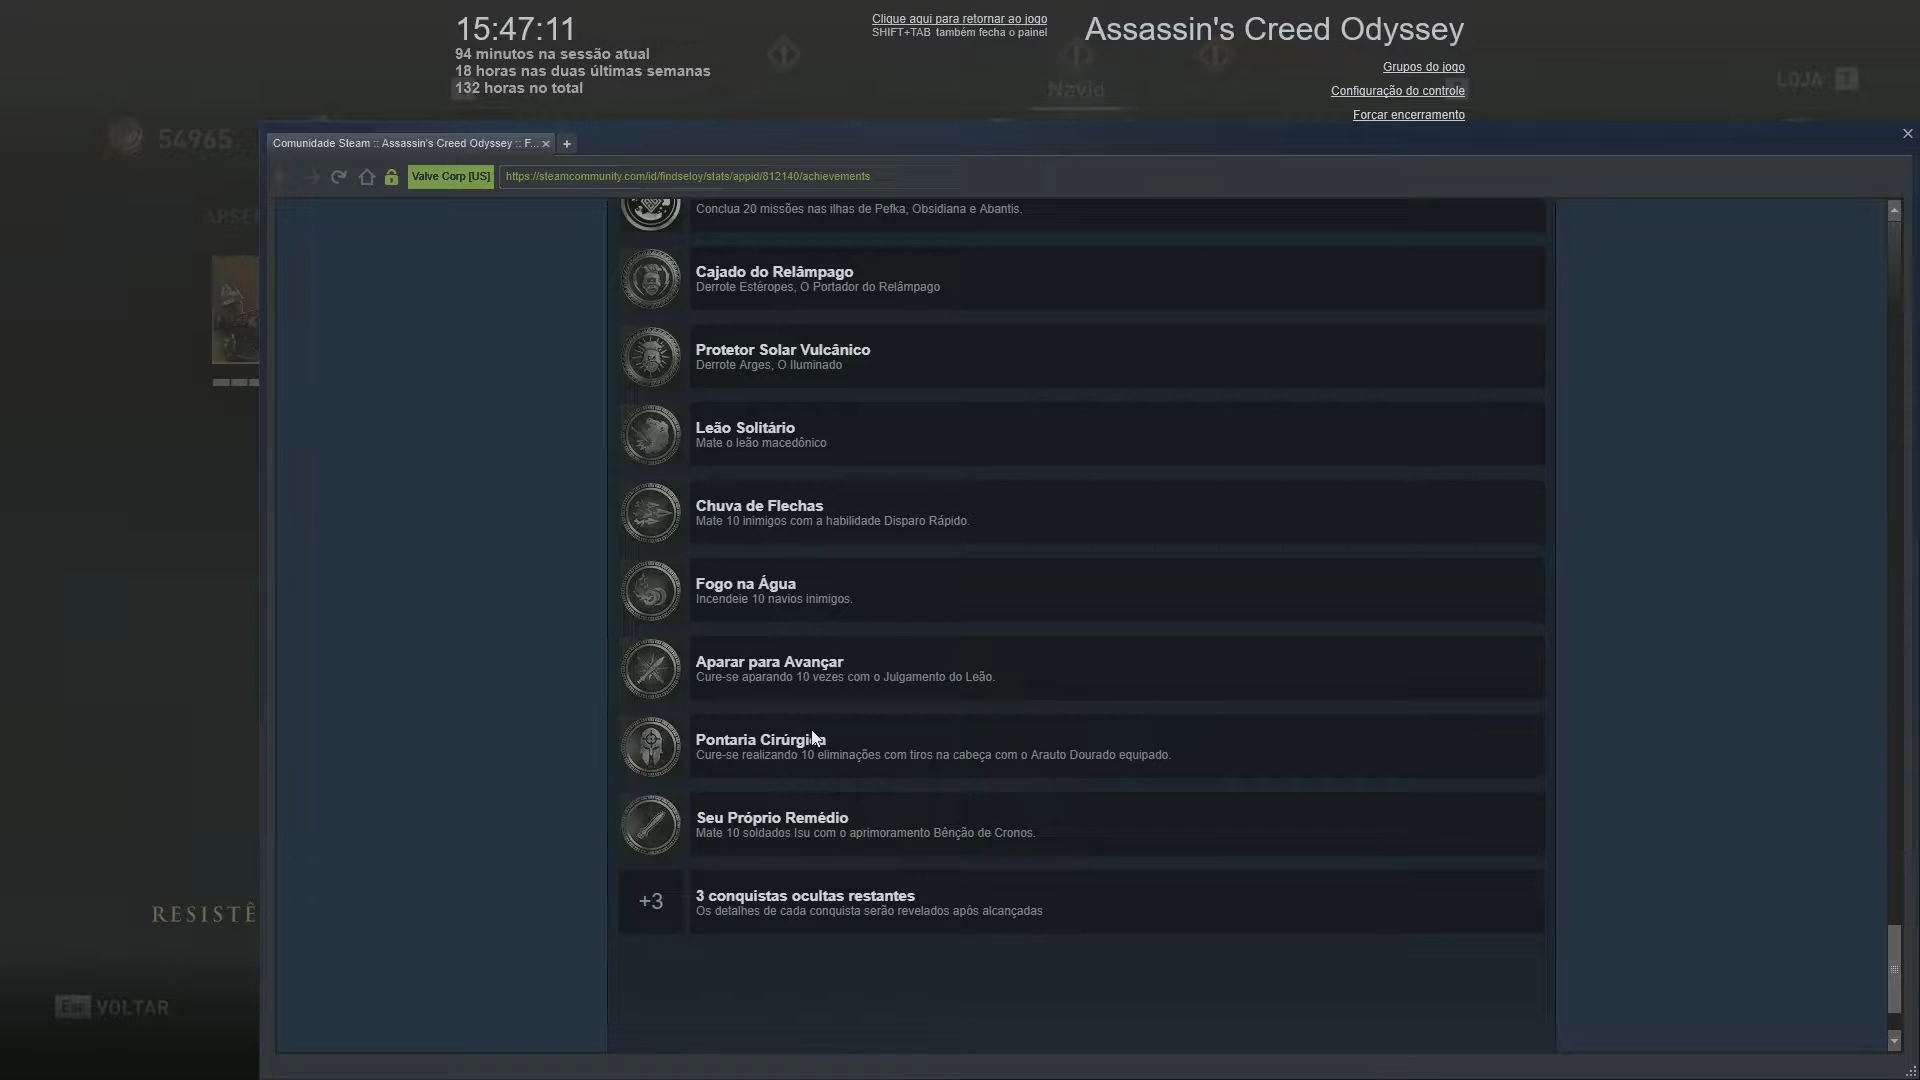 15:47:11
94 minutos na sessão atual
18 horas nas duas últimas semanas
132 horas no total
Clique aqui para retornar ao jogo
SHIFT+TAB também fecha o painel
Assassin's Creed Odyssey
Grupos do jogo
Configuração do controle
Forçar encerramento
Navio
LOJA I
54965
Comunidade Steam :: Assassin's Creed Odyssey :: F...
Valve Corp [US]
https://steamcommunity.com/id/findseloy/stats/appid/812140/achievements
ARSE
Conclua 20 missões nas ilhas de Pefka, Obsidiana e Abantis.
Cajado do Relâmpago
Derrote Estéropes, O Portador do Relâmpago
Protetor Solar Vulcânico
Derrote Arges, O Iluminado
Leão Solitário
Mate o leão macedônico
Chuva de Flechas
Mate 10 inimigos com a habilidade Disparo Rápido.
Fogo na Água
Incendeie 10 navios inimigos.
Aparar para Avançar
Cure-se aparando 10 vezes com o Julgamento do Leão.
Pontaria Cirúrgica
Cure-se realizando 10 eliminações com tiros na cabeça com o Arauto Dourado equipado.
Seu Próprio Remédio
Mate 10 soldados Isu com o aprimoramento Bênção de Cronos.
+3
3 conquistas ocultas restantes
Os detalhes de cada conquista serão revelados após alcançadas
RESISTÊ
Esc VOLTAR